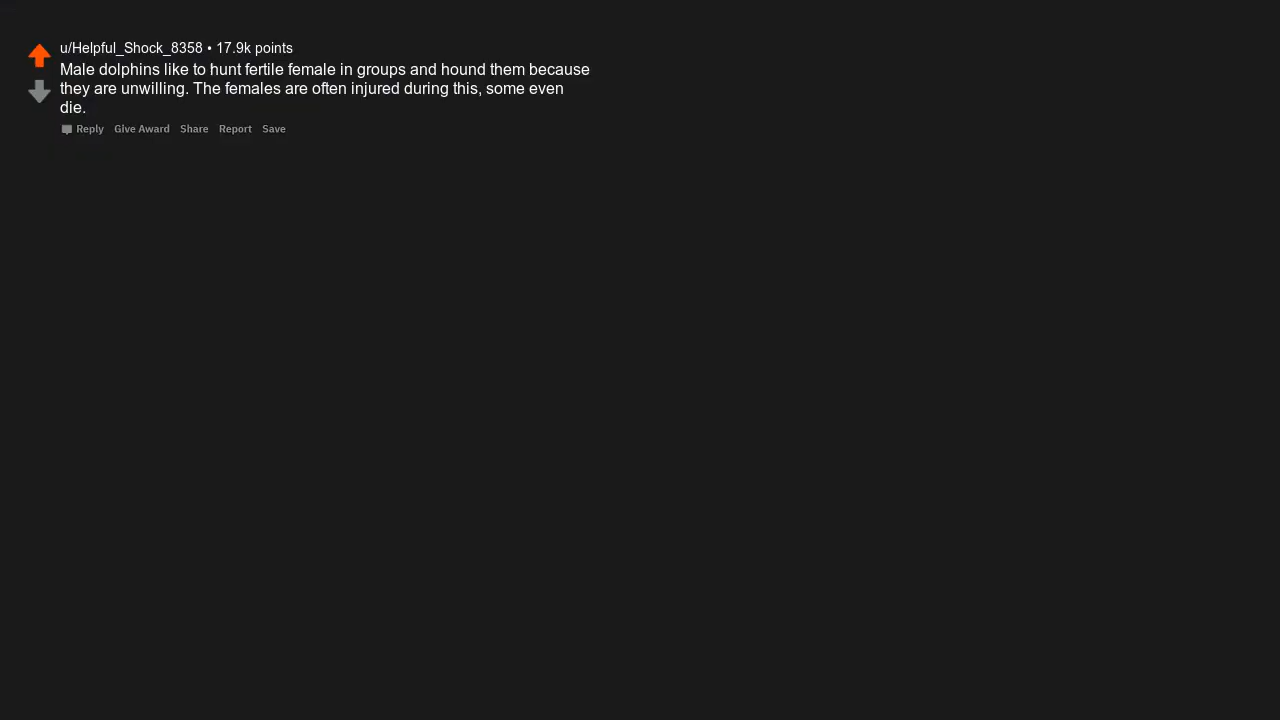 u/Helpful_Shock_8358 • 17.9k points
Male dolphins like to hunt fertile female in groups and hound them because
they are unwilling. The females are often injured during this, some even
die.
Reply Give Award Share Report Save